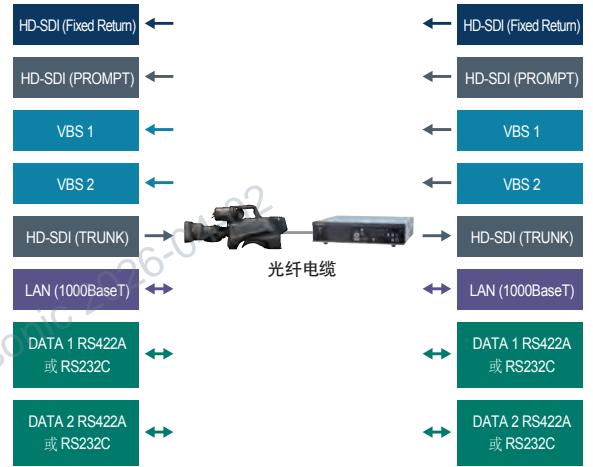 HD-SDI (Fixed Return)
HD-SDI (PROMPT)
VBS 1
VBS 2
HD-SDI (TRUNK)
LAN (1000BaseT)
DATA 1 RS422A
或 RS232C
DATA 2 RS422A
或 RS232C
光纤电缆
HD-SDI (Fixed Return)
HD-SDI (PROMPT)
VBS 1
VBS 2
HD-SDI (TRUNK)
LAN (1000BaseT)
DATA 1 RS422A
或 RS232C
DATA 2 RS422A
或 RS232C